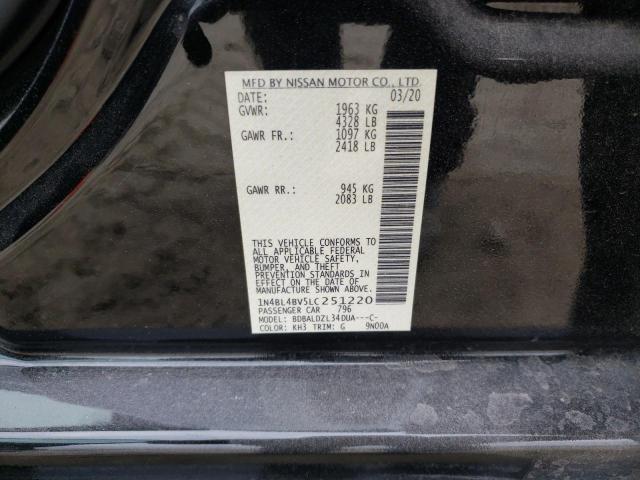 MFD BY NISSAN MOTOR CO., LTD.
DATE: 03/20
GVWR: 1963 KG
4328 LB
GAWR FR.: 1097 KG
2418 LB
GAWR RR.: 945 KG
2083 LB
THIS VEHICLE CONFORMS TO
ALL APPLICABLE FEDERAL
MOTOR VEHICLE SAFETY,
BUMPER, AND THEFT
PREVENTION STANDARDS IN
EFFECT ON THE DATE OF
MANUFACTURE SHOWN ABOVE.
1N4BL4BV5LC251220
PASSENGER CAR 796
MODEL: BDBALDZL34DUA---C-
COLOR: KH3 TRIM: G 9N00A